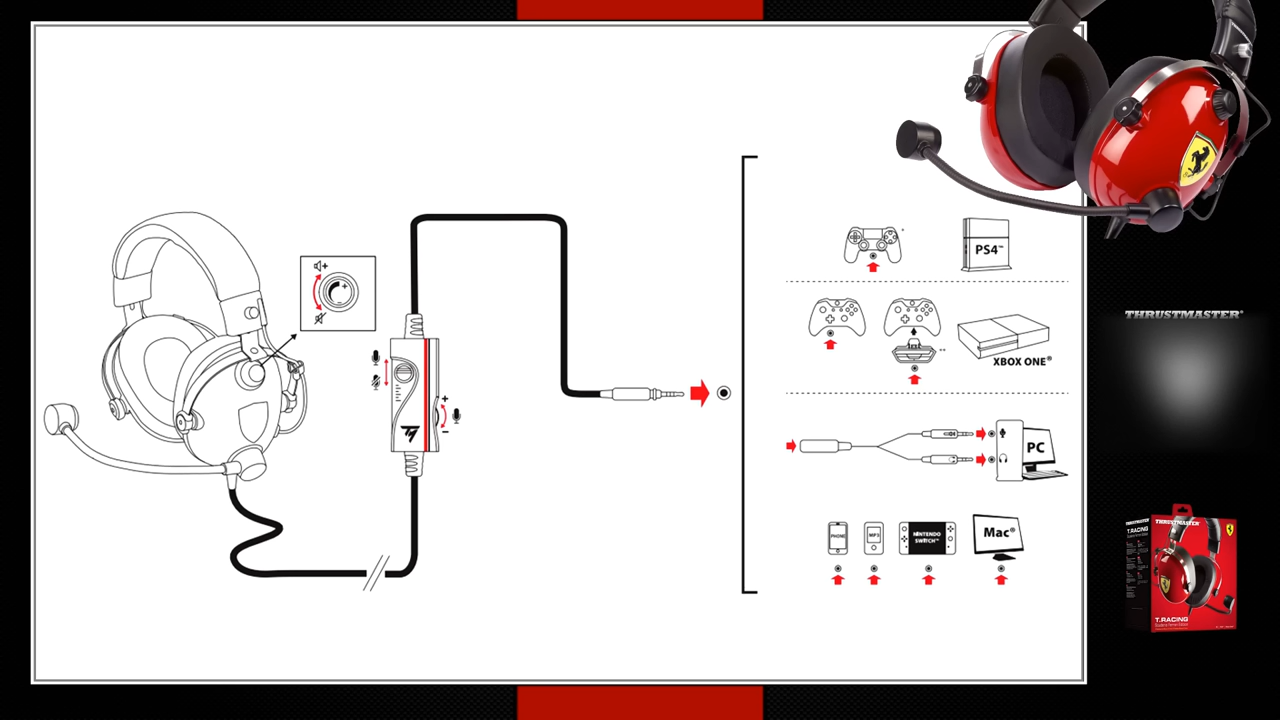 PS4™
*
XBOX ONE®
**
PC
PHONE
MP3
NINTENDO
SWITCH™
Mac®
THRUSTMASTER®
THRUSTMASTER
T.RACING